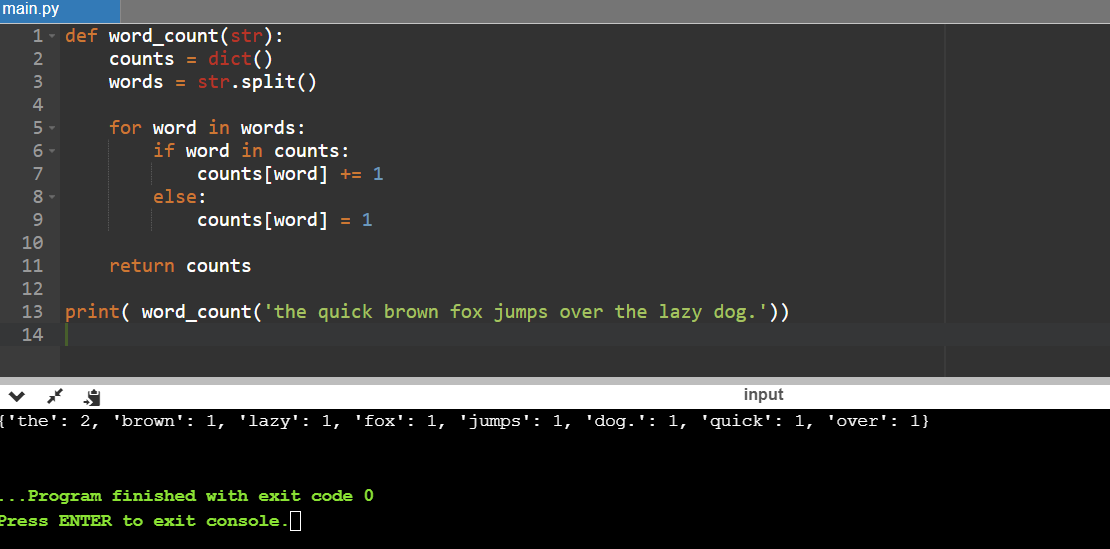 main.py
1 def word_count(str):
2     counts = dict()
3     words = str.split()
4
5     for word in words:
6         if word in counts:
7             counts[word] += 1
8         else:
9             counts[word] = 1
10
11     return counts
12
13 print( word_count('the quick brown fox jumps over the lazy dog.'))
14
input
{'the': 2, 'brown': 1, 'lazy': 1, 'fox': 1, 'jumps': 1, 'dog.': 1, 'quick': 1, 'over': 1}
...Program finished with exit code 0
Press ENTER to exit console.